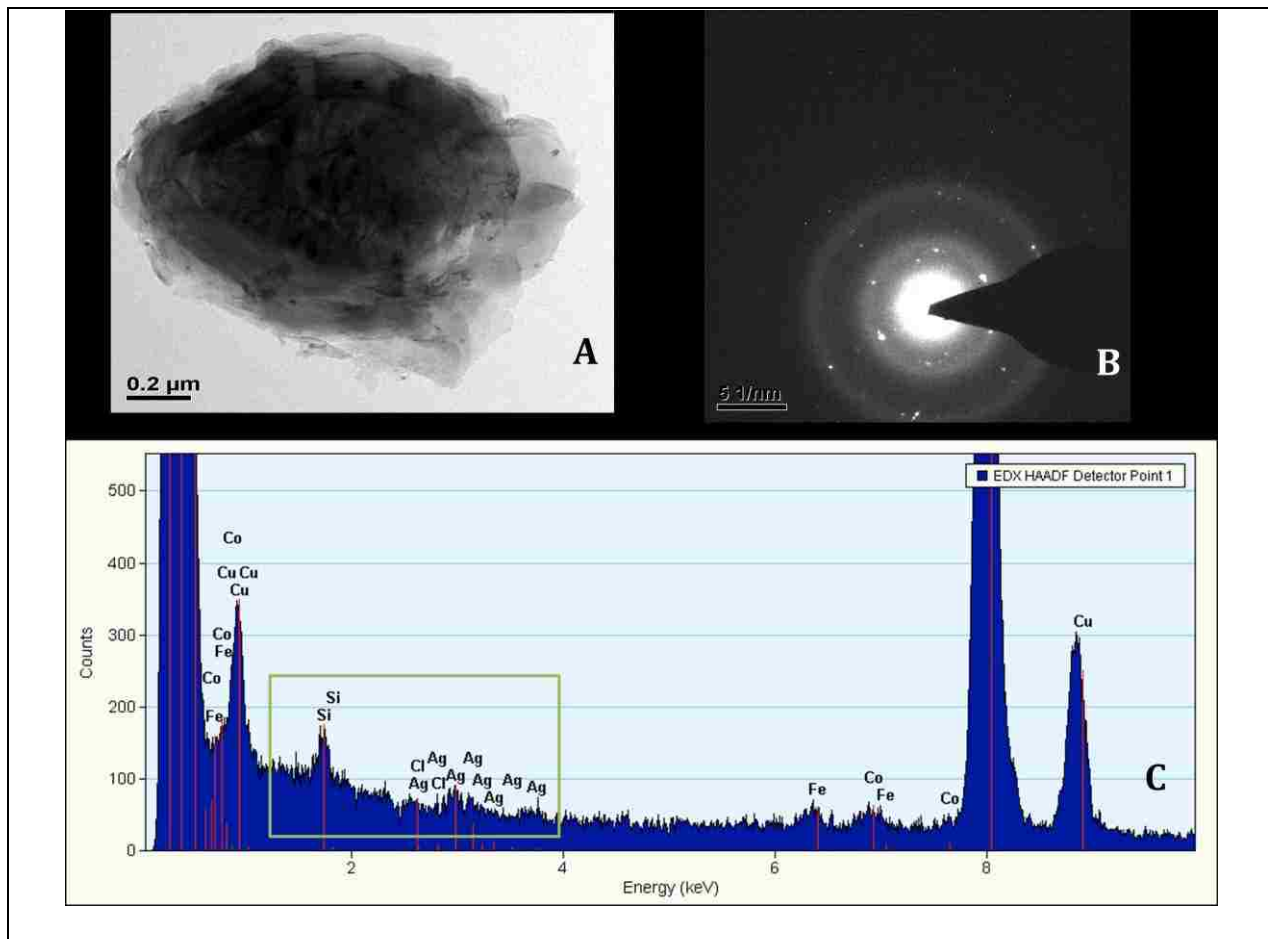 A
0.2 µm
B
5 1/nm
500
400
300
200
100
0
Counts
EDX HAADF Detector Point 1
Co
Cu Cu
Cu
Co
Fe
Co
Fe
Si
Si
Cl
Ag
Ag
Cl
Ag
Ag
Ag
Ag
Ag
Ag
Fe
Co
Fe
Co
Cu
C
2
4
6
8
Energy (keV)